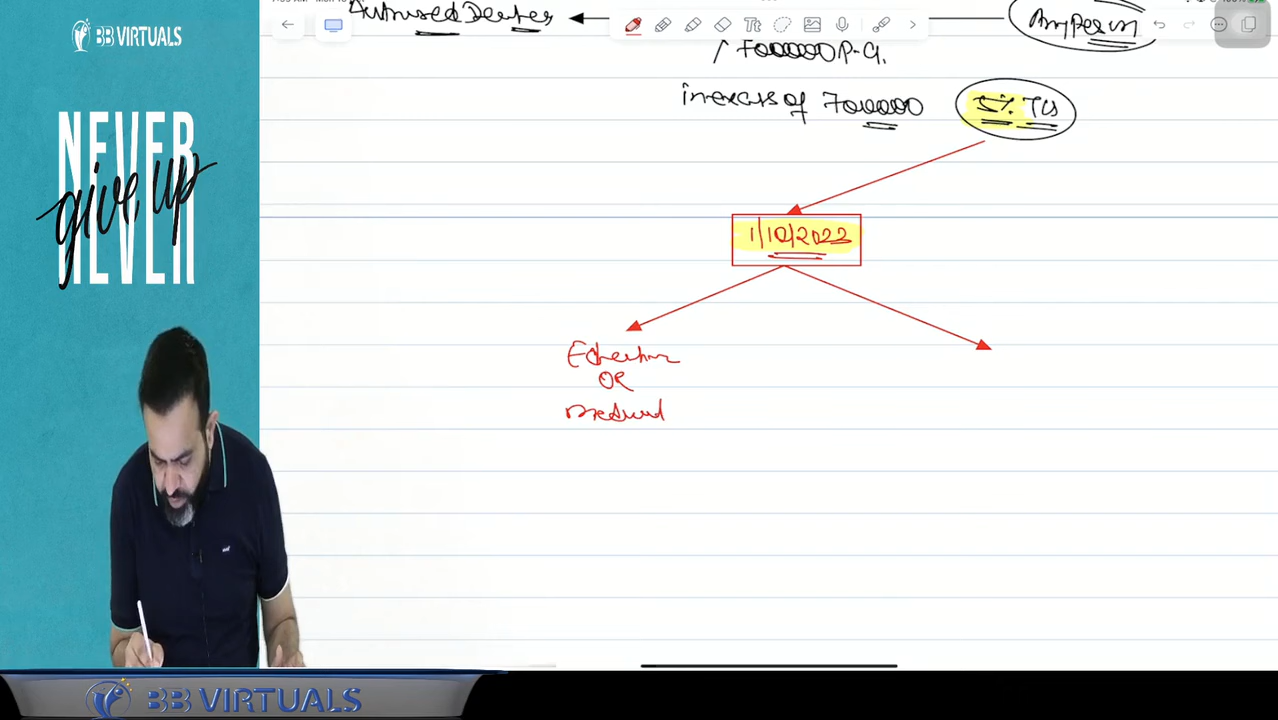 Authorised Dealer
Any Person
BB VIRTUALS
700000 P.a.
in excess of 700000 5% TCS
NEVER
give up
NEVER
1/10/2023
Education
OR
Medical
BB VIRTUALS